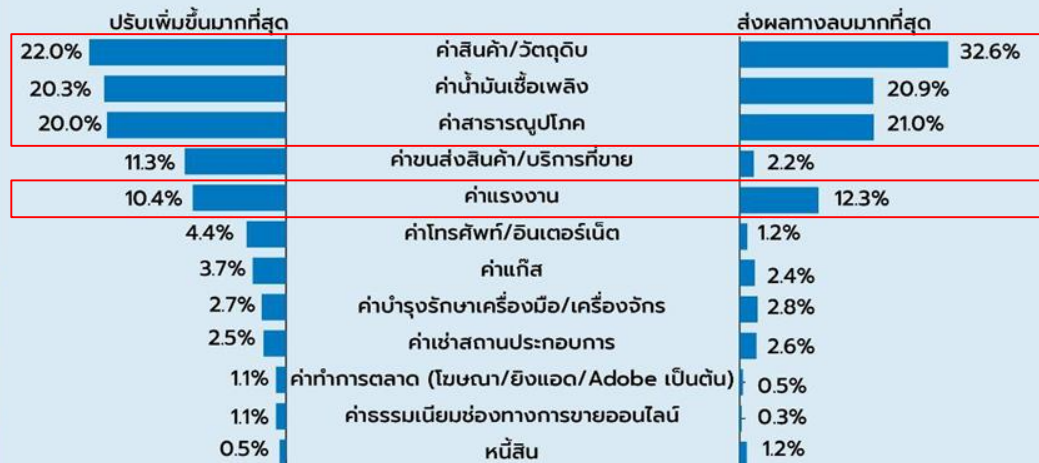 ปรับเพิ่มขึ้นมากที่สุด ส่งผลทางลบมากที่สุด
22.0% ค่าสินค้า/วัตถุดิบ 32.6%
20.3% ค่าน้ำมันเชื้อเพลิง 20.9%
20.0% ค่าสาธารณูปโภค 21.0%
11.3% ค่าขนส่งสินค้า/บริการที่ขาย 2.2%
10.4% ค่าแรงงาน 12.3%
4.4% ค่าโทรศัพท์/อินเตอร์เน็ต 1.2%
3.7% ค่าแก๊ส 2.4%
2.7% ค่าบำรุงรักษาเครื่องมือ/เครื่องจักร 2.8%
2.5% ค่าเช่าสถานประกอบการ 2.6%
1.1% ค่าทำการตลาด (โฆษณา/ยิงแอด/Adobe เป็นต้น) 0.5%
1.1% ค่าธรรมเนียมช่องทางการขายออนไลน์ 0.3%
0.5% หนี้สิน 1.2%